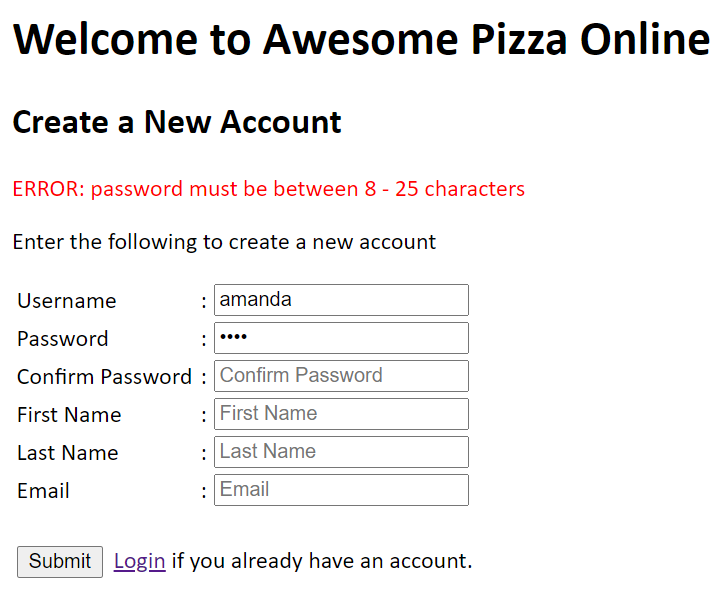 Welcome to Awesome Pizza Online
Create a New Account
ERROR: password must be between 8 - 25 characters
Enter the following to create a new account
Username : amanda
Password : ••••
Confirm Password : Confirm Password
First Name : First Name
Last Name : Last Name
Email : Email
Submit Login if you already have an account.